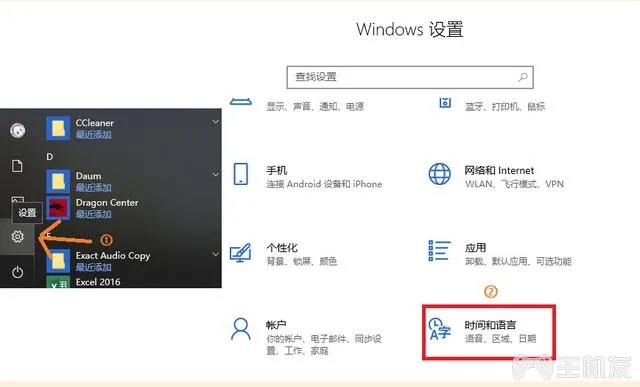 Windows 设置
查找设置
显示、声音、通知、电源
蓝牙、打印机、鼠标
手机
连接 Android 设备和 iPhone
网络和 Internet
WLAN、飞行模式、VPN
个性化
背景、锁屏、颜色
应用
卸载、默认应用、可选功能
②
帐户
你的帐户、电子邮件、同步设
置、工作、家庭
时间和语言
语音、区域、日期
CCleaner
最近添加
D
Daum
最近添加
Dragon Center
最近添加
设置
①
E
Exact Audio Copy
最近添加
Excel 2016
主机友